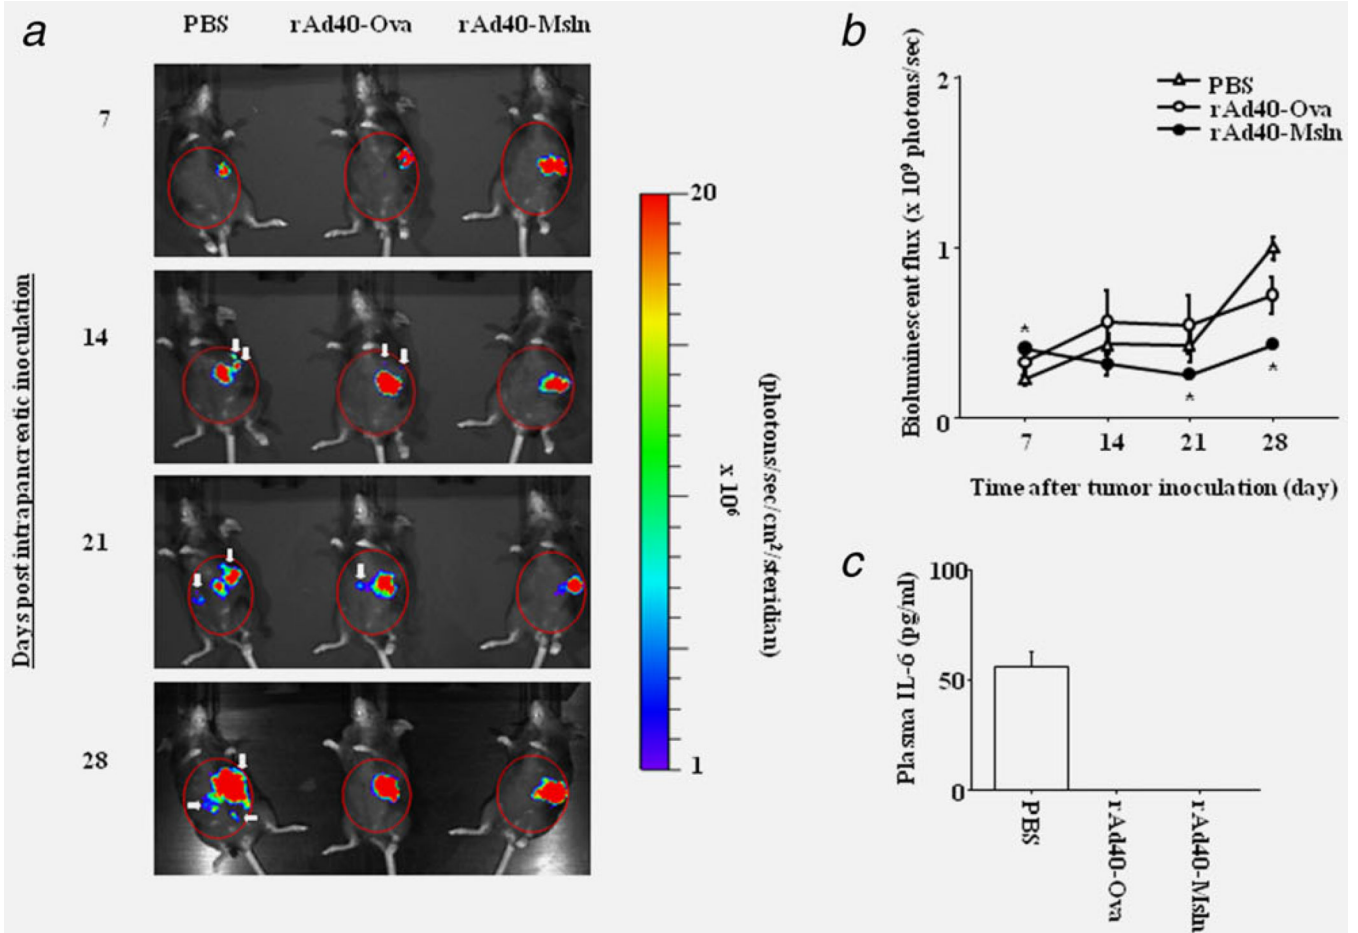 a
PBS rAd40-Ova rAd40-Msln
Days post intrapancreatic inoculation
7
14
21
28
20
1
x 10⁶
(photons/sec/cm²/steridian)
b
Bioluminescent flux (x 10⁹ photons/sec)
2
1
0
PBS
rAd40-Ova
rAd40-Msln
*
*
*
7 14 21 28
Time after tumor inoculation (day)
c
Plasma IL-6 (pg/ml)
100
50
0
PBS
rAd40-Ova
rAd40-Msln